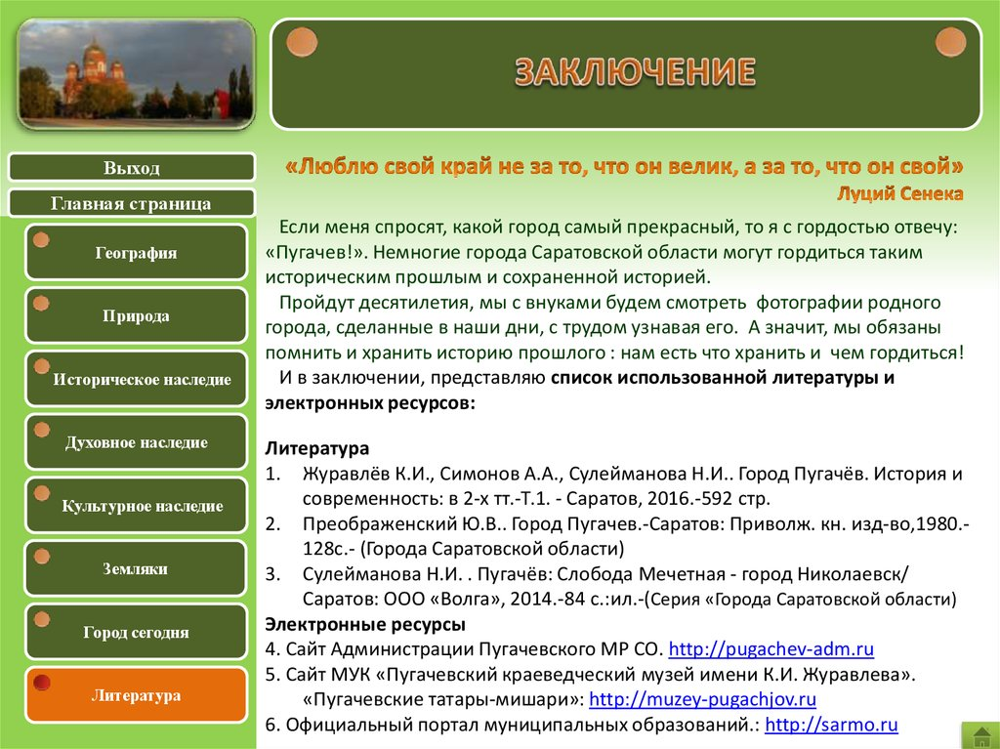 ЗАКЛЮЧЕНИЕ
Выход
Главная страница
География
Природа
Историческое наследие
Духовное наследие
Культурное наследие
Земляки
Город сегодня
Литература
«Люблю свой край не за то, что он велик, а за то, что он свой»
Луций Сенека
Если меня спросят, какой город самый прекрасный, то я с гордостью отвечу:
«Пугачев!». Немногие города Саратовской области могут гордиться таким
историческим прошлым и сохраненной историей.
Пройдут десятилетия, мы с внуками будем смотреть фотографии родного
города, сделанные в наши дни, с трудом узнавая его. А значит, мы обязаны
помнить и хранить историю прошлого : нам есть что хранить и чем гордиться!
И в заключении, представляю список использованной литературы и
электронных ресурсов:
Литература
1. Журавлёв К.И., Симонов А.А., Сулейманова Н.И.. Город Пугачёв. История и
современность: в 2-х тт.-Т.1. - Саратов, 2016.-592 стр.
2. Преображенский Ю.В.. Город Пугачев.-Саратов: Приволж. кн. изд-во,1980.-
128с.- (Города Саратовской области)
3. Сулейманова Н.И. . Пугачёв: Слобода Мечетная - город Николаевск/
Саратов: ООО «Волга», 2014.-84 с.:ил.-(Серия «Города Саратовской области)
Электронные ресурсы
4. Сайт Администрации Пугачевского МР СО. http://pugachev-adm.ru
5. Сайт МУК «Пугачевский краеведческий музей имени К.И. Журавлева».
«Пугачевские татары-мишари»: http://muzey-pugachjov.ru
6. Официальный портал муниципальных образований.: http://sarmo.ru